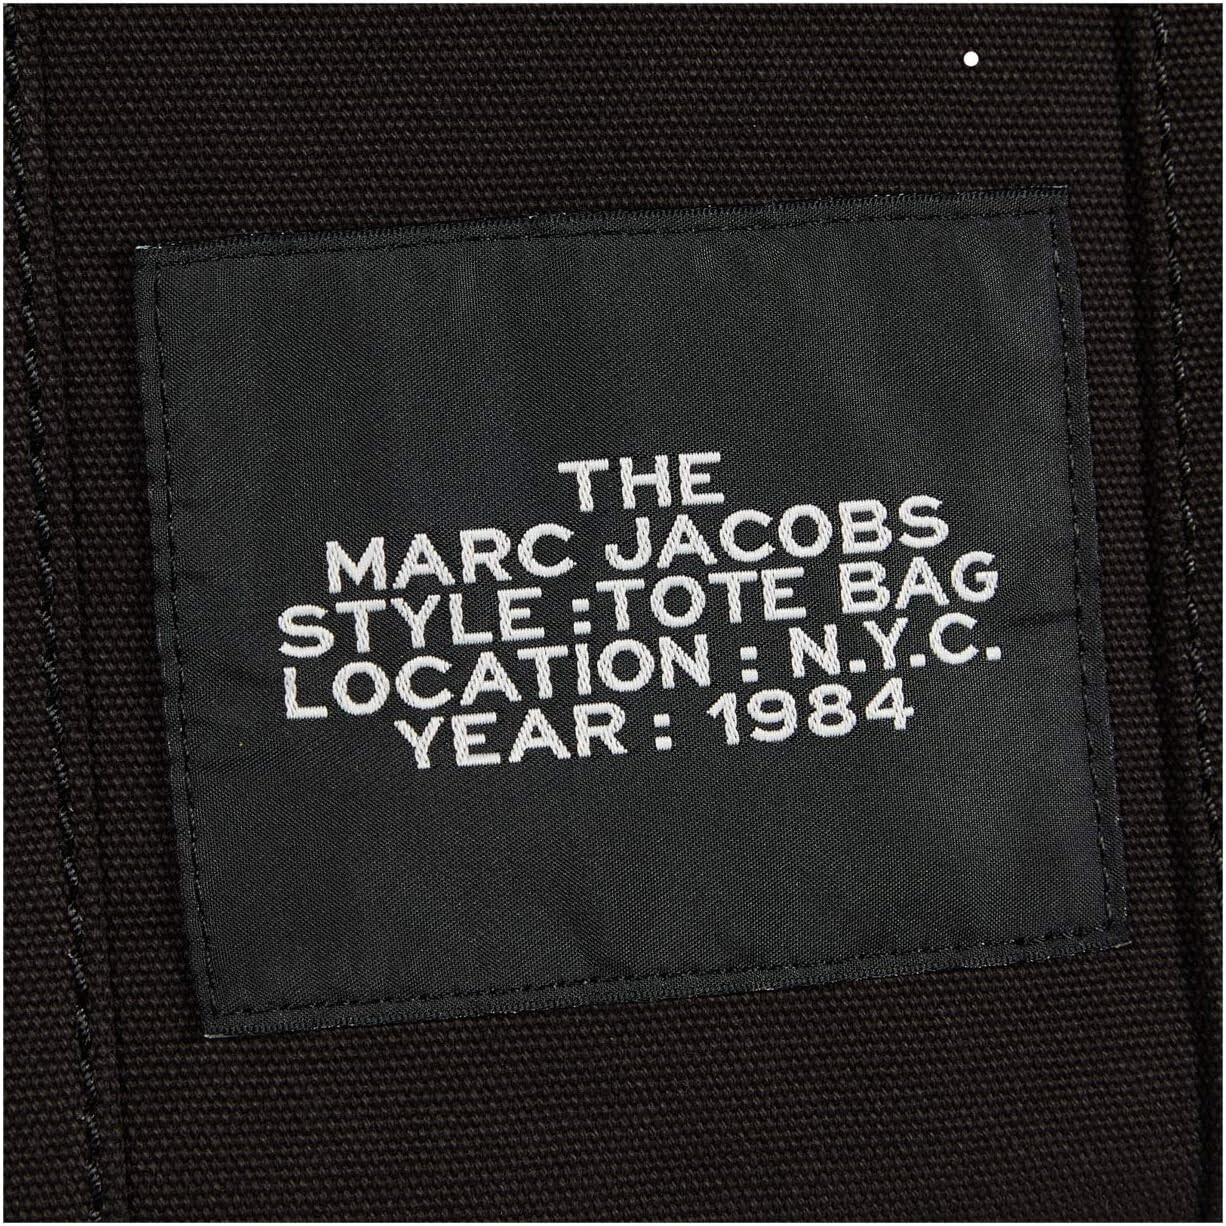 THE
MARC JACOBS
STYLE :TOTE BAG
LOCATION : N.Y.C.
YEAR : 1984